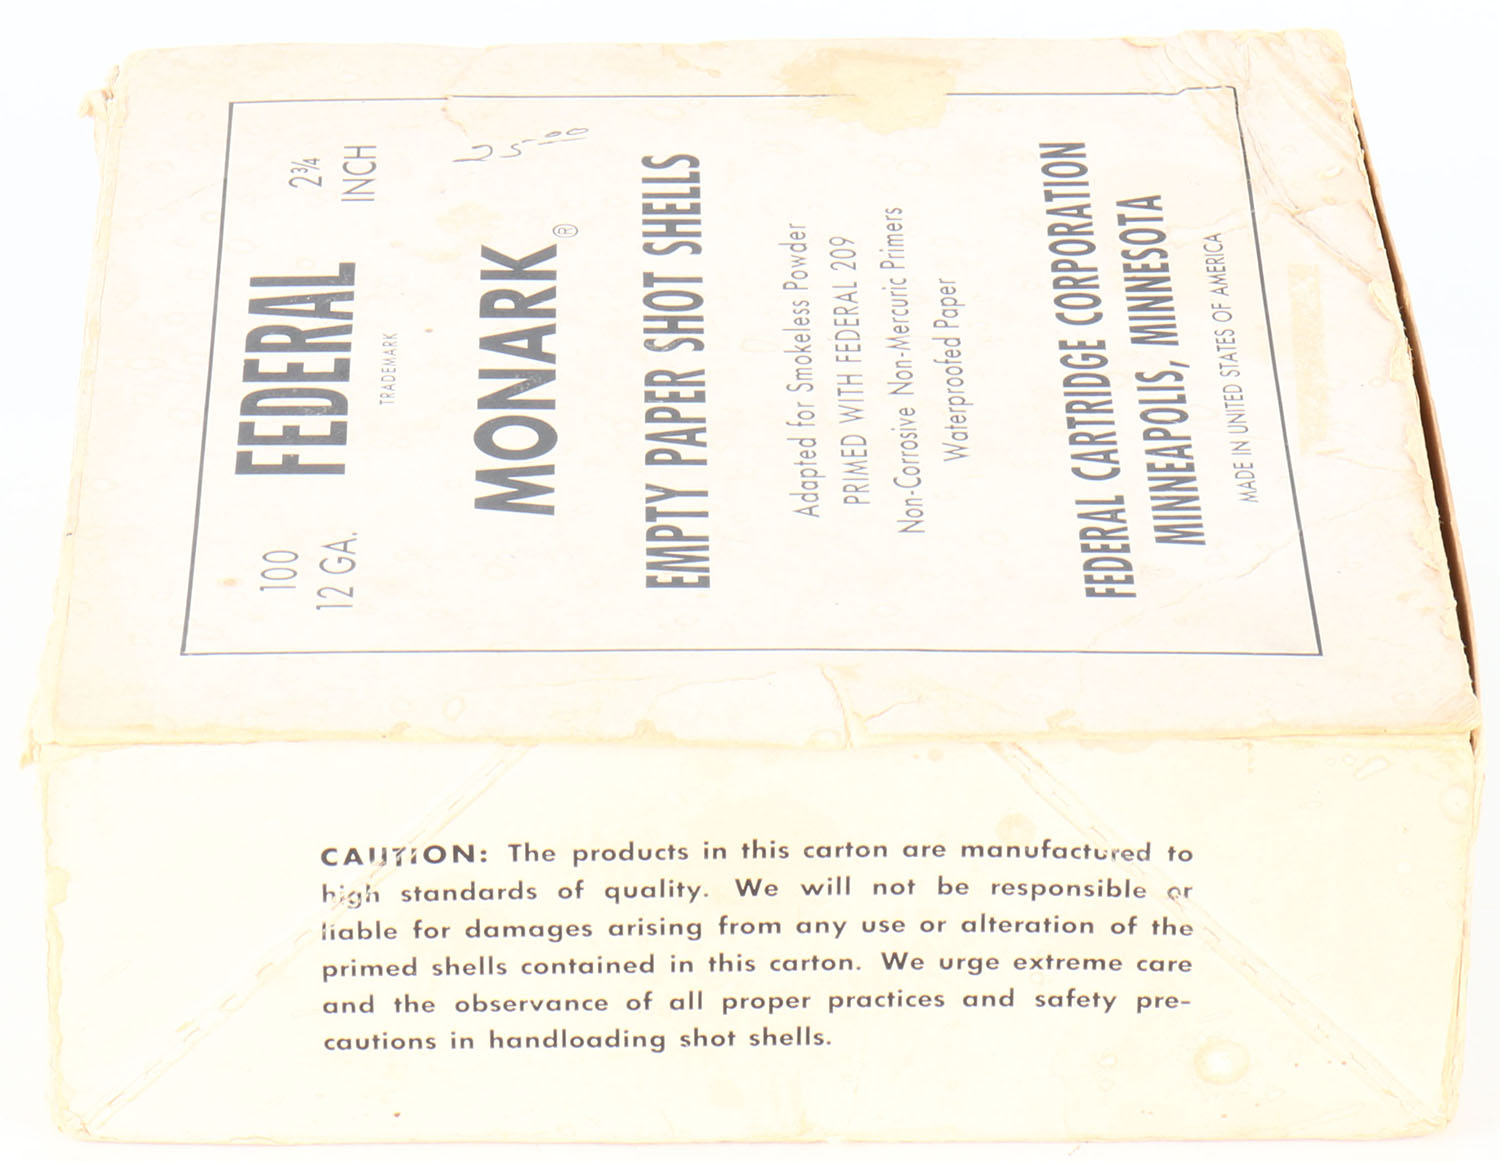 100 FEDERAL 2¾
12 GA. INCH
TRADEMARK
MONARK ®
EMPTY PAPER SHOT SHELLS
Adapted for Smokeless Powder
PRIMED WITH FEDERAL 209
Non-Corrosive Non-Mercuric Primers
Waterproofed Paper
FEDERAL CARTRIDGE CORPORATION
MINNEAPOLIS, MINNESOTA
MADE IN UNITED STATES OF AMERICA
CAUTION: The products in this carton are manufactured to
high standards of quality. We will not be responsible or
liable for damages arising from any use or alteration of the
primed shells contained in this carton. We urge extreme care
and the observance of all proper practices and safety pre-
cautions in handloading shot shells.